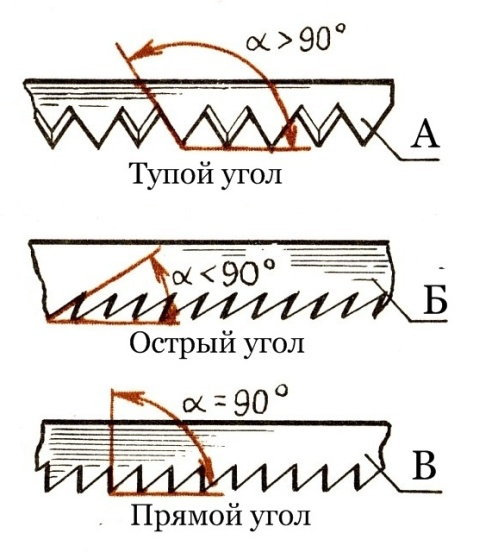 α > 90°
А
Тупой угол
α < 90°
Б
Острый угол
α = 90°
В
Прямой угол